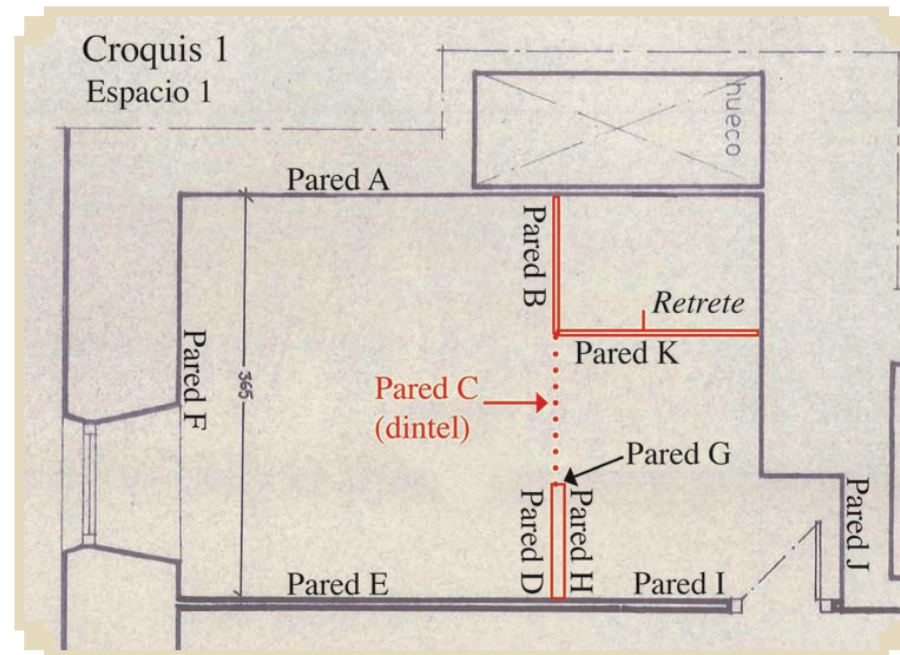 Croquis 1
Espacio 1
hueco
Pared A
Pared B
Retrete
Pared K
Pared F
365
Pared C
(dintel)
Pared G
Pared D
Pared H
Pared J
Pared E
Pared I